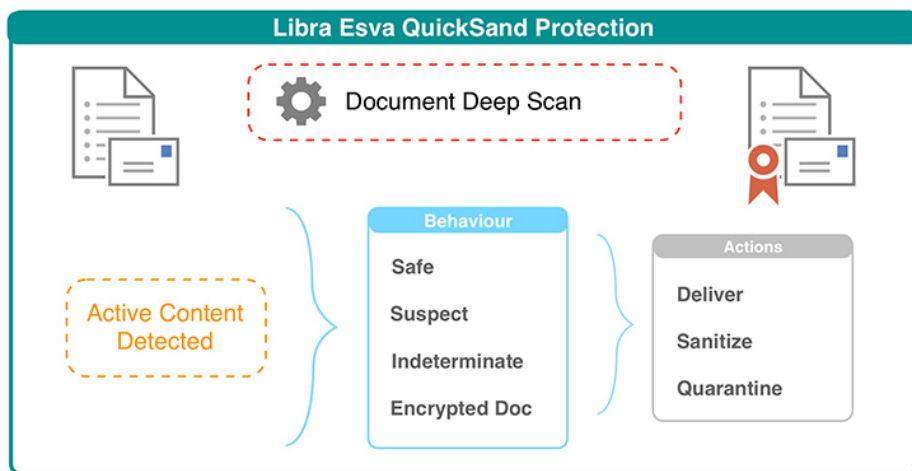 Libra Esva QuickSand Protection
Document Deep Scan
Active Content
Detected
Behaviour
Safe
Suspect
Indeterminate
Encrypted Doc
Actions
Deliver
Sanitize
Quarantine